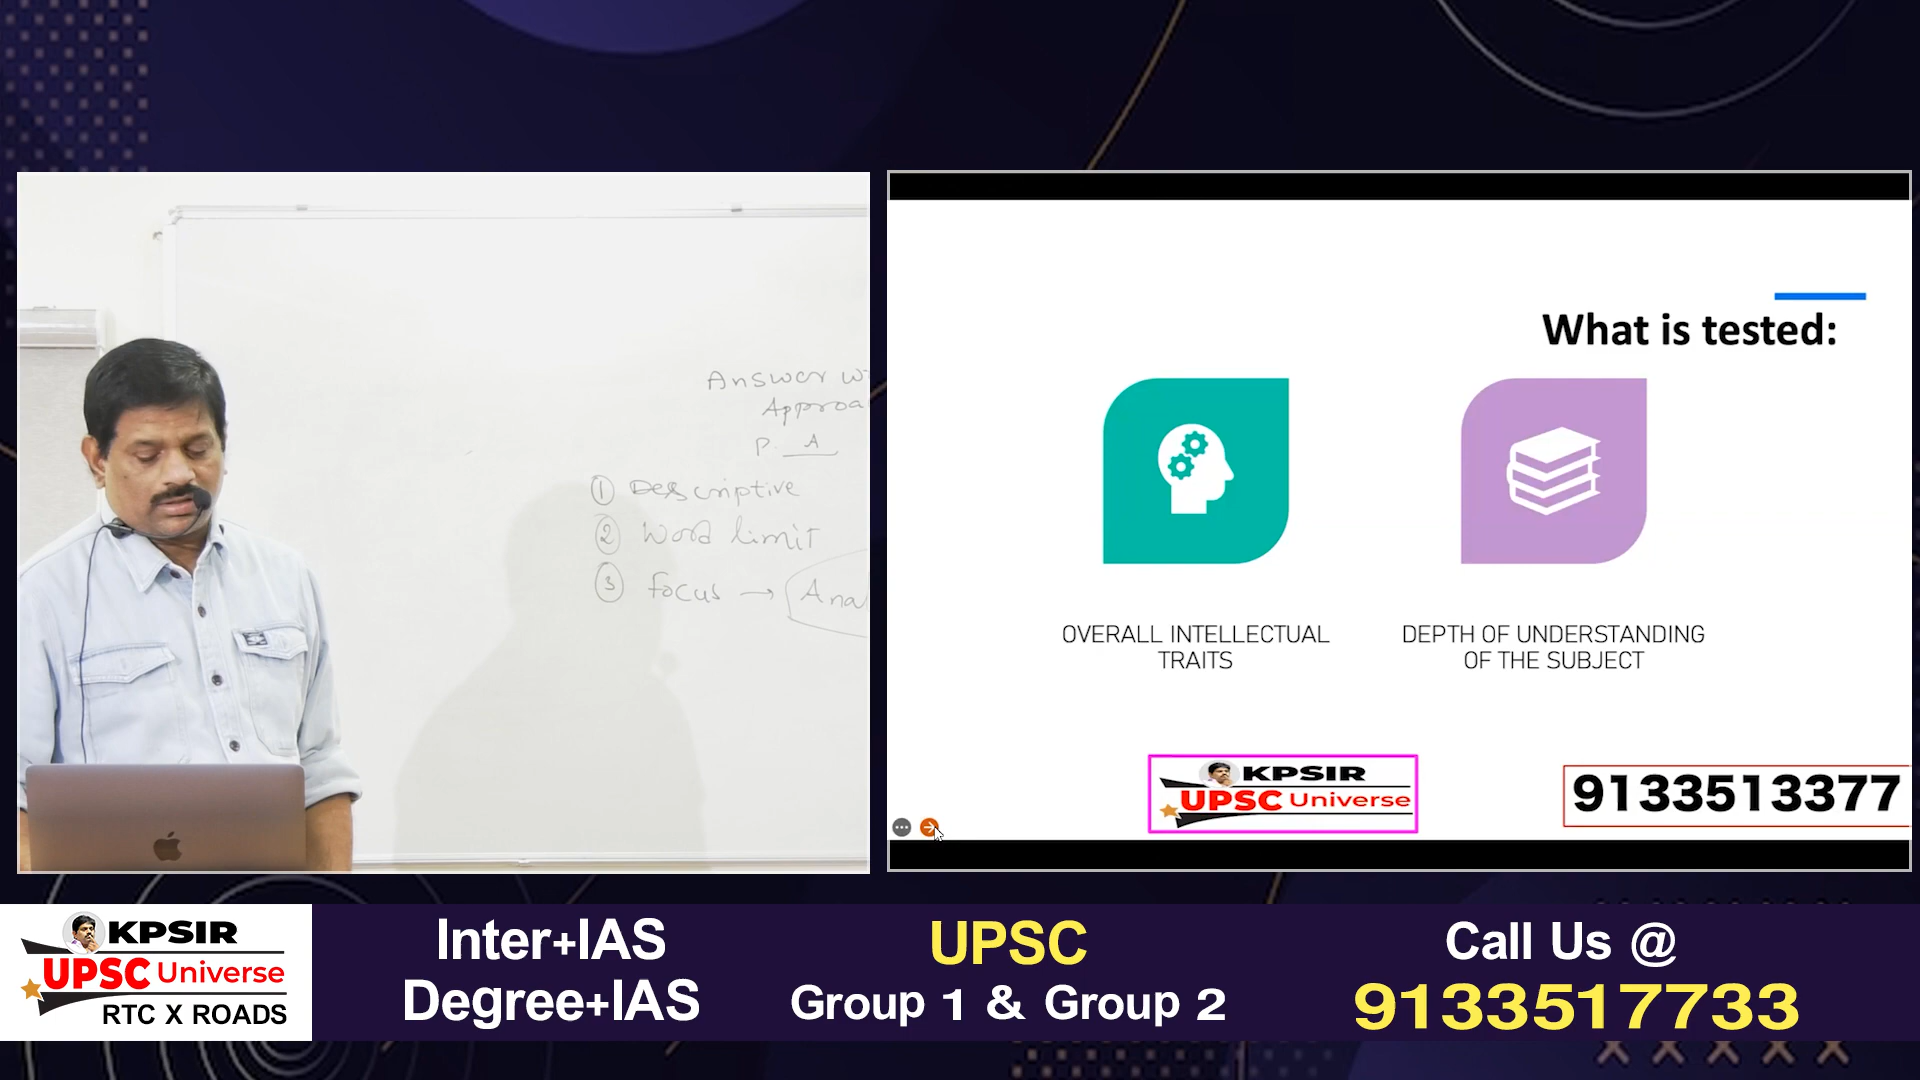 Answer
Approa
P. A
① Descriptive
② Word limit
③ focus → Ana
What is tested:
OVERALL INTELLECTUAL
TRAITS
DEPTH OF UNDERSTANDING
OF THE SUBJECT
KPSIR
UPSC Universe
9133513377
KPSIR
UPSC Universe
RTC X ROADS
Inter+IAS
Degree+IAS
UPSC
Group 1 & Group 2
Call Us @
9133517733